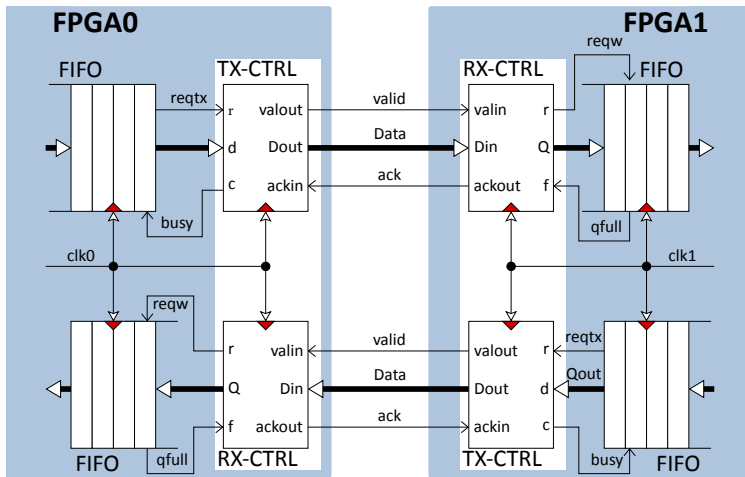 FPGA0
FPGA1
FIFO
TX-CTRL
RX-CTRL
reqw
FIFO
reqtx
r
valout
valid
valin
r
d
Dout
Data
Din
Q
c
ackin
ack
ackout
f
busy
qfull
clk0
clk1
reqw
r
valin
valid
valout
r
reqtx
Q
Din
Data
Dout
d
Qout
f
ackout
ack
ackin
c
FIFO
qfull
RX-CTRL
TX-CTRL
busy
FIFO